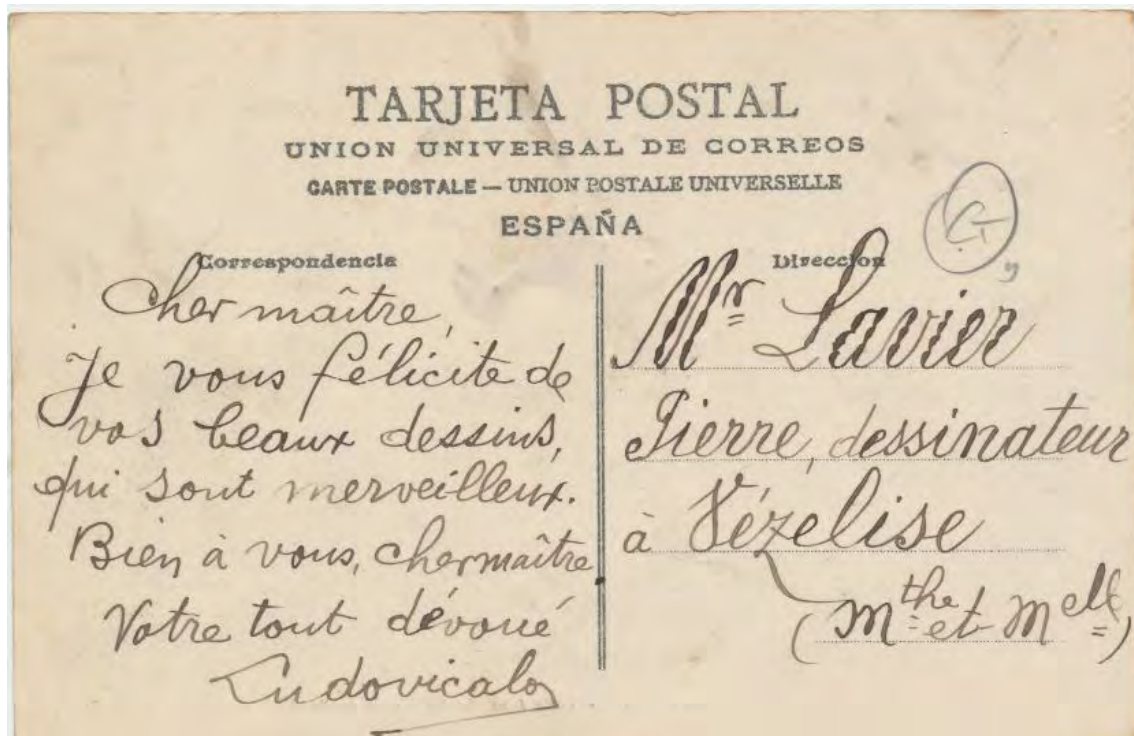 TARJETA POSTAL
UNION UNIVERSAL DE CORREOS
CARTE POSTALE — UNION POSTALE UNIVERSELLE
ESPAÑA
Correspondencia
Cher maître,
Je vous félicite de
vos beaux dessins,
qui sont merveilleux.
Bien à vous, cher maître
Votre tout dévoué
Ludovicalo
Direccion
Mr Lavier
Pierre, dessinateur
à Vézelise
(Mthe et Melle)